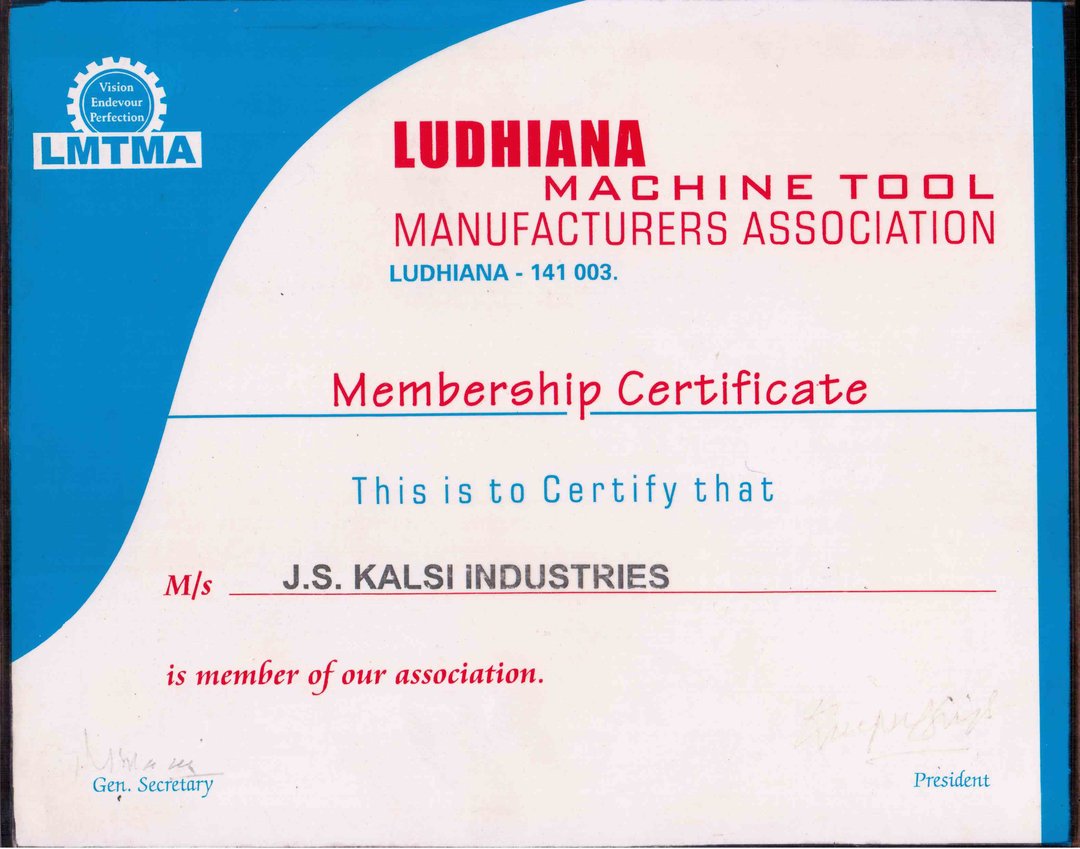 Vision
Endevour
Perfection
LMTMA
LUDHIANA
MACHINE TOOL
MANUFACTURERS ASSOCIATION
LUDHIANA - 141 003.
Membership Certificate
This is to Certify that
M/s J.S. KALSI INDUSTRIES
is member of our association.
Gen. Secretary
President